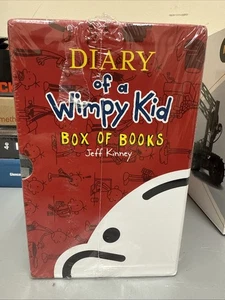 DIARY
of a
Wimpy Kid
BOX OF BOOKS
Jeff Kinney